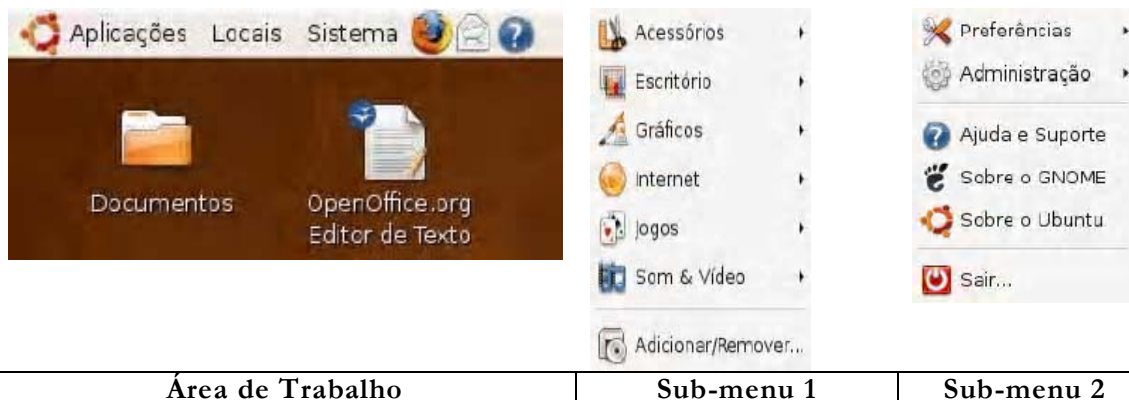 Aplicações Locais Sistema
Documentos
OpenOffice.org
Editor de Texto
Acessórios
Escritório
Gráficos
Internet
Jogos
Som & Vídeo
Adicionar/Remover...
Preferências
Administração
Ajuda e Suporte
Sobre o GNOME
Sobre o Ubuntu
Sair...
Área de Trabalho Sub-menu 1 Sub-menu 2